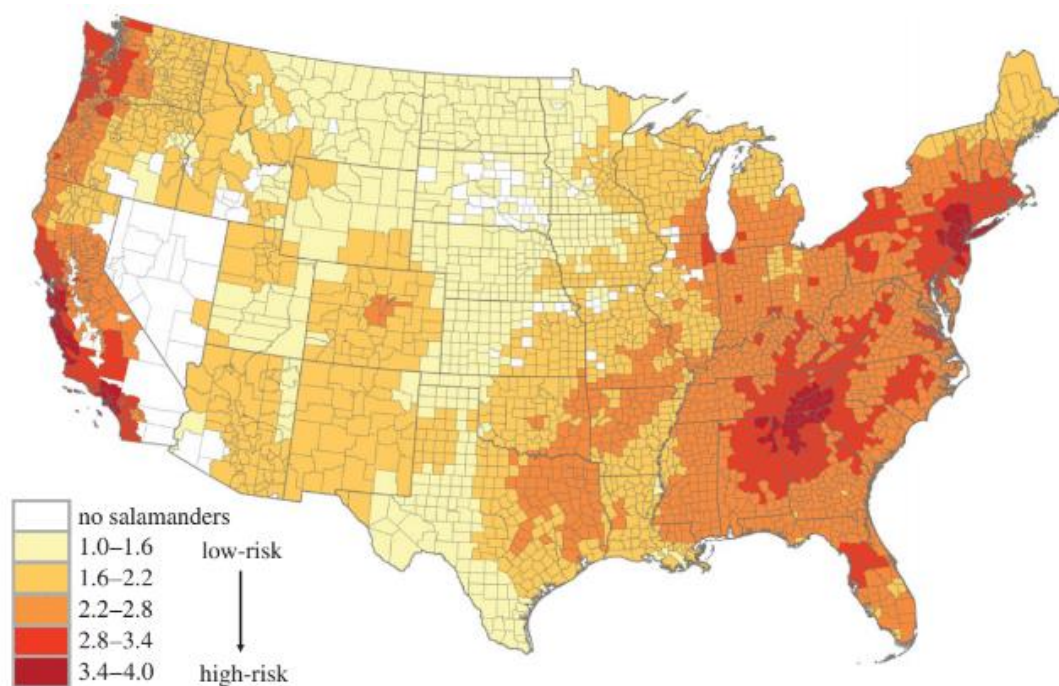 no salamanders
1.0–1.6
low-risk
1.6–2.2
2.2–2.8
2.8–3.4
3.4–4.0
high-risk